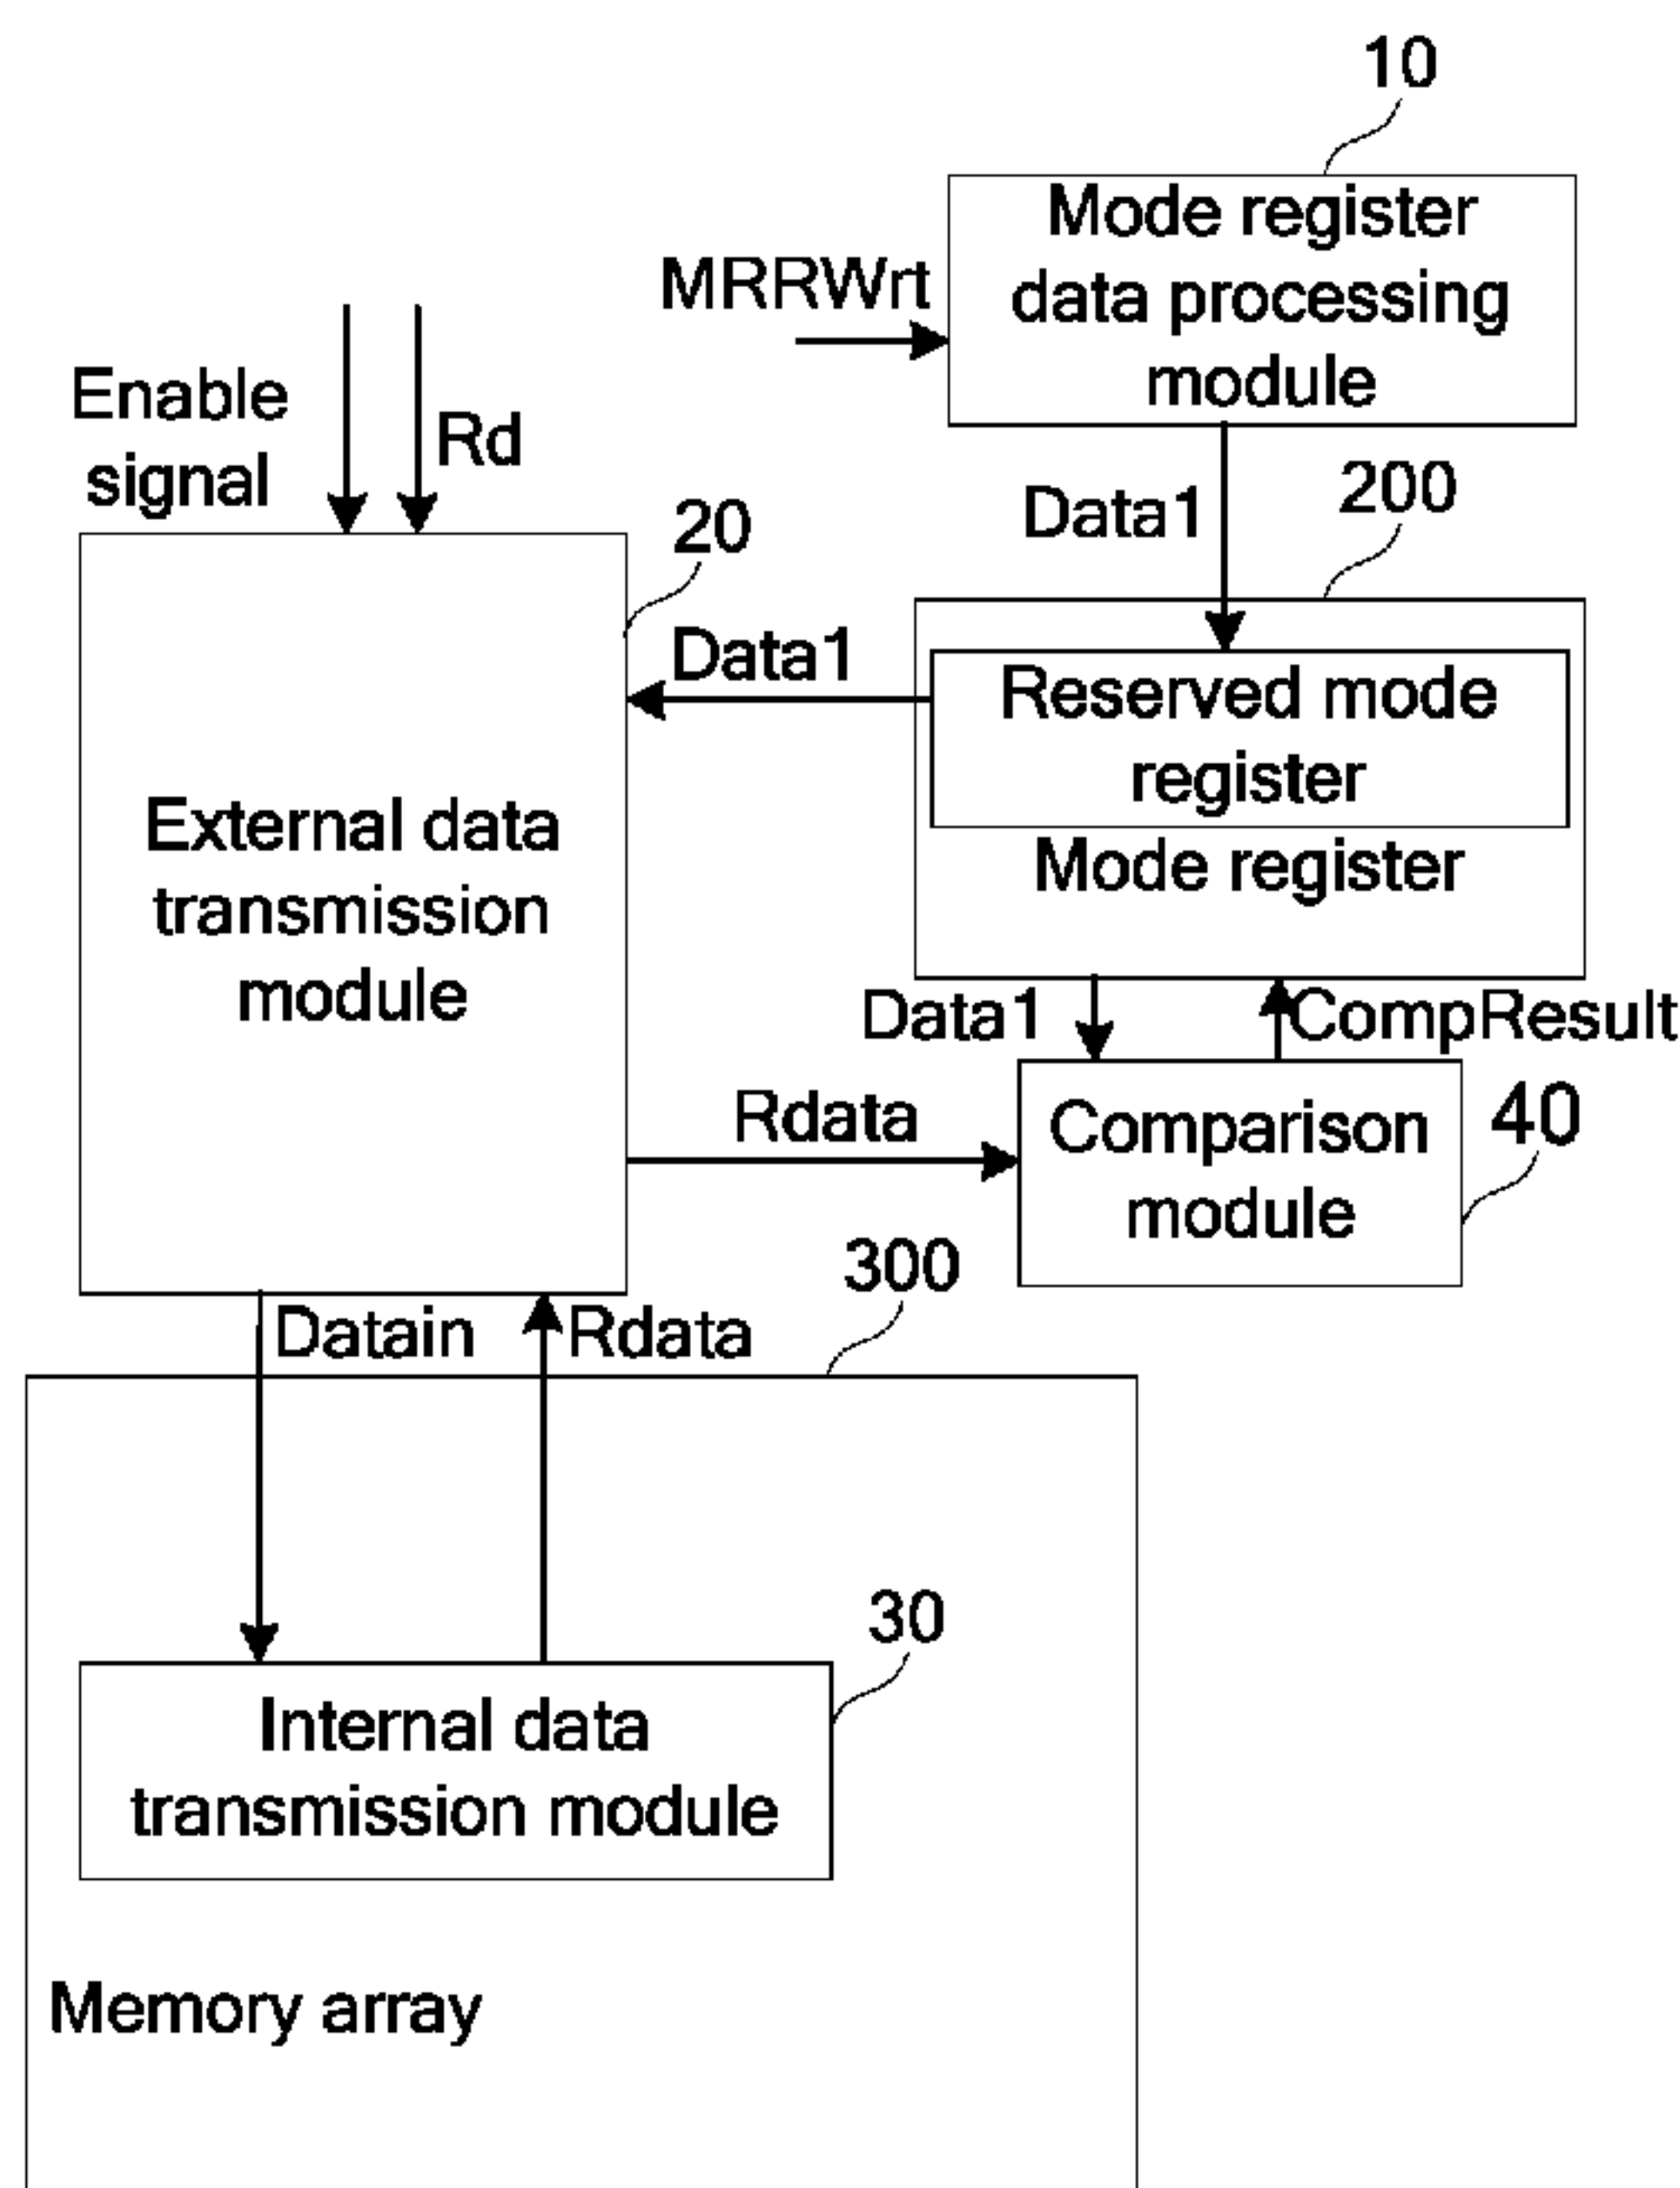 10
Mode register
data processing
module
MRRWrt
Enable
signal
Rd
Data1
200
20
Data1
Reserved mode
register
Mode register
External data
transmission
module
Data1
CompResult
Rdata
Comparison
module
40
300
Datain
Rdata
30
Internal data
transmission module
Memory array